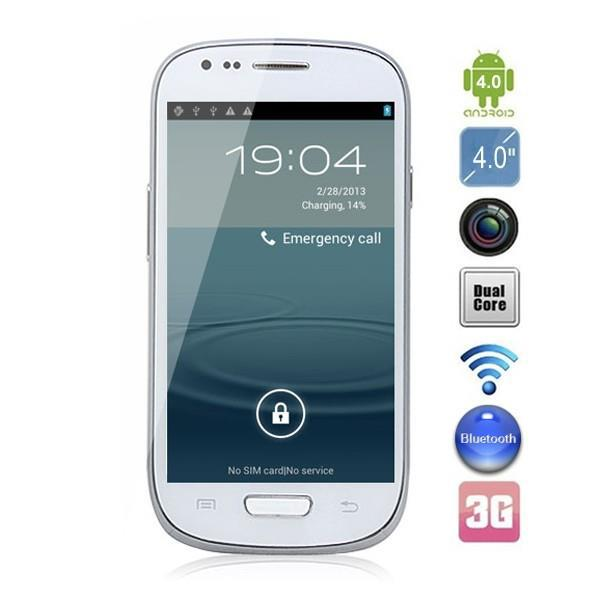 19:04
2/28/2013
Charging, 14%
Emergency call
No SIM card|No service
4.0
ANDROID
4.0"
Dual
Core
Bluetooth
3G